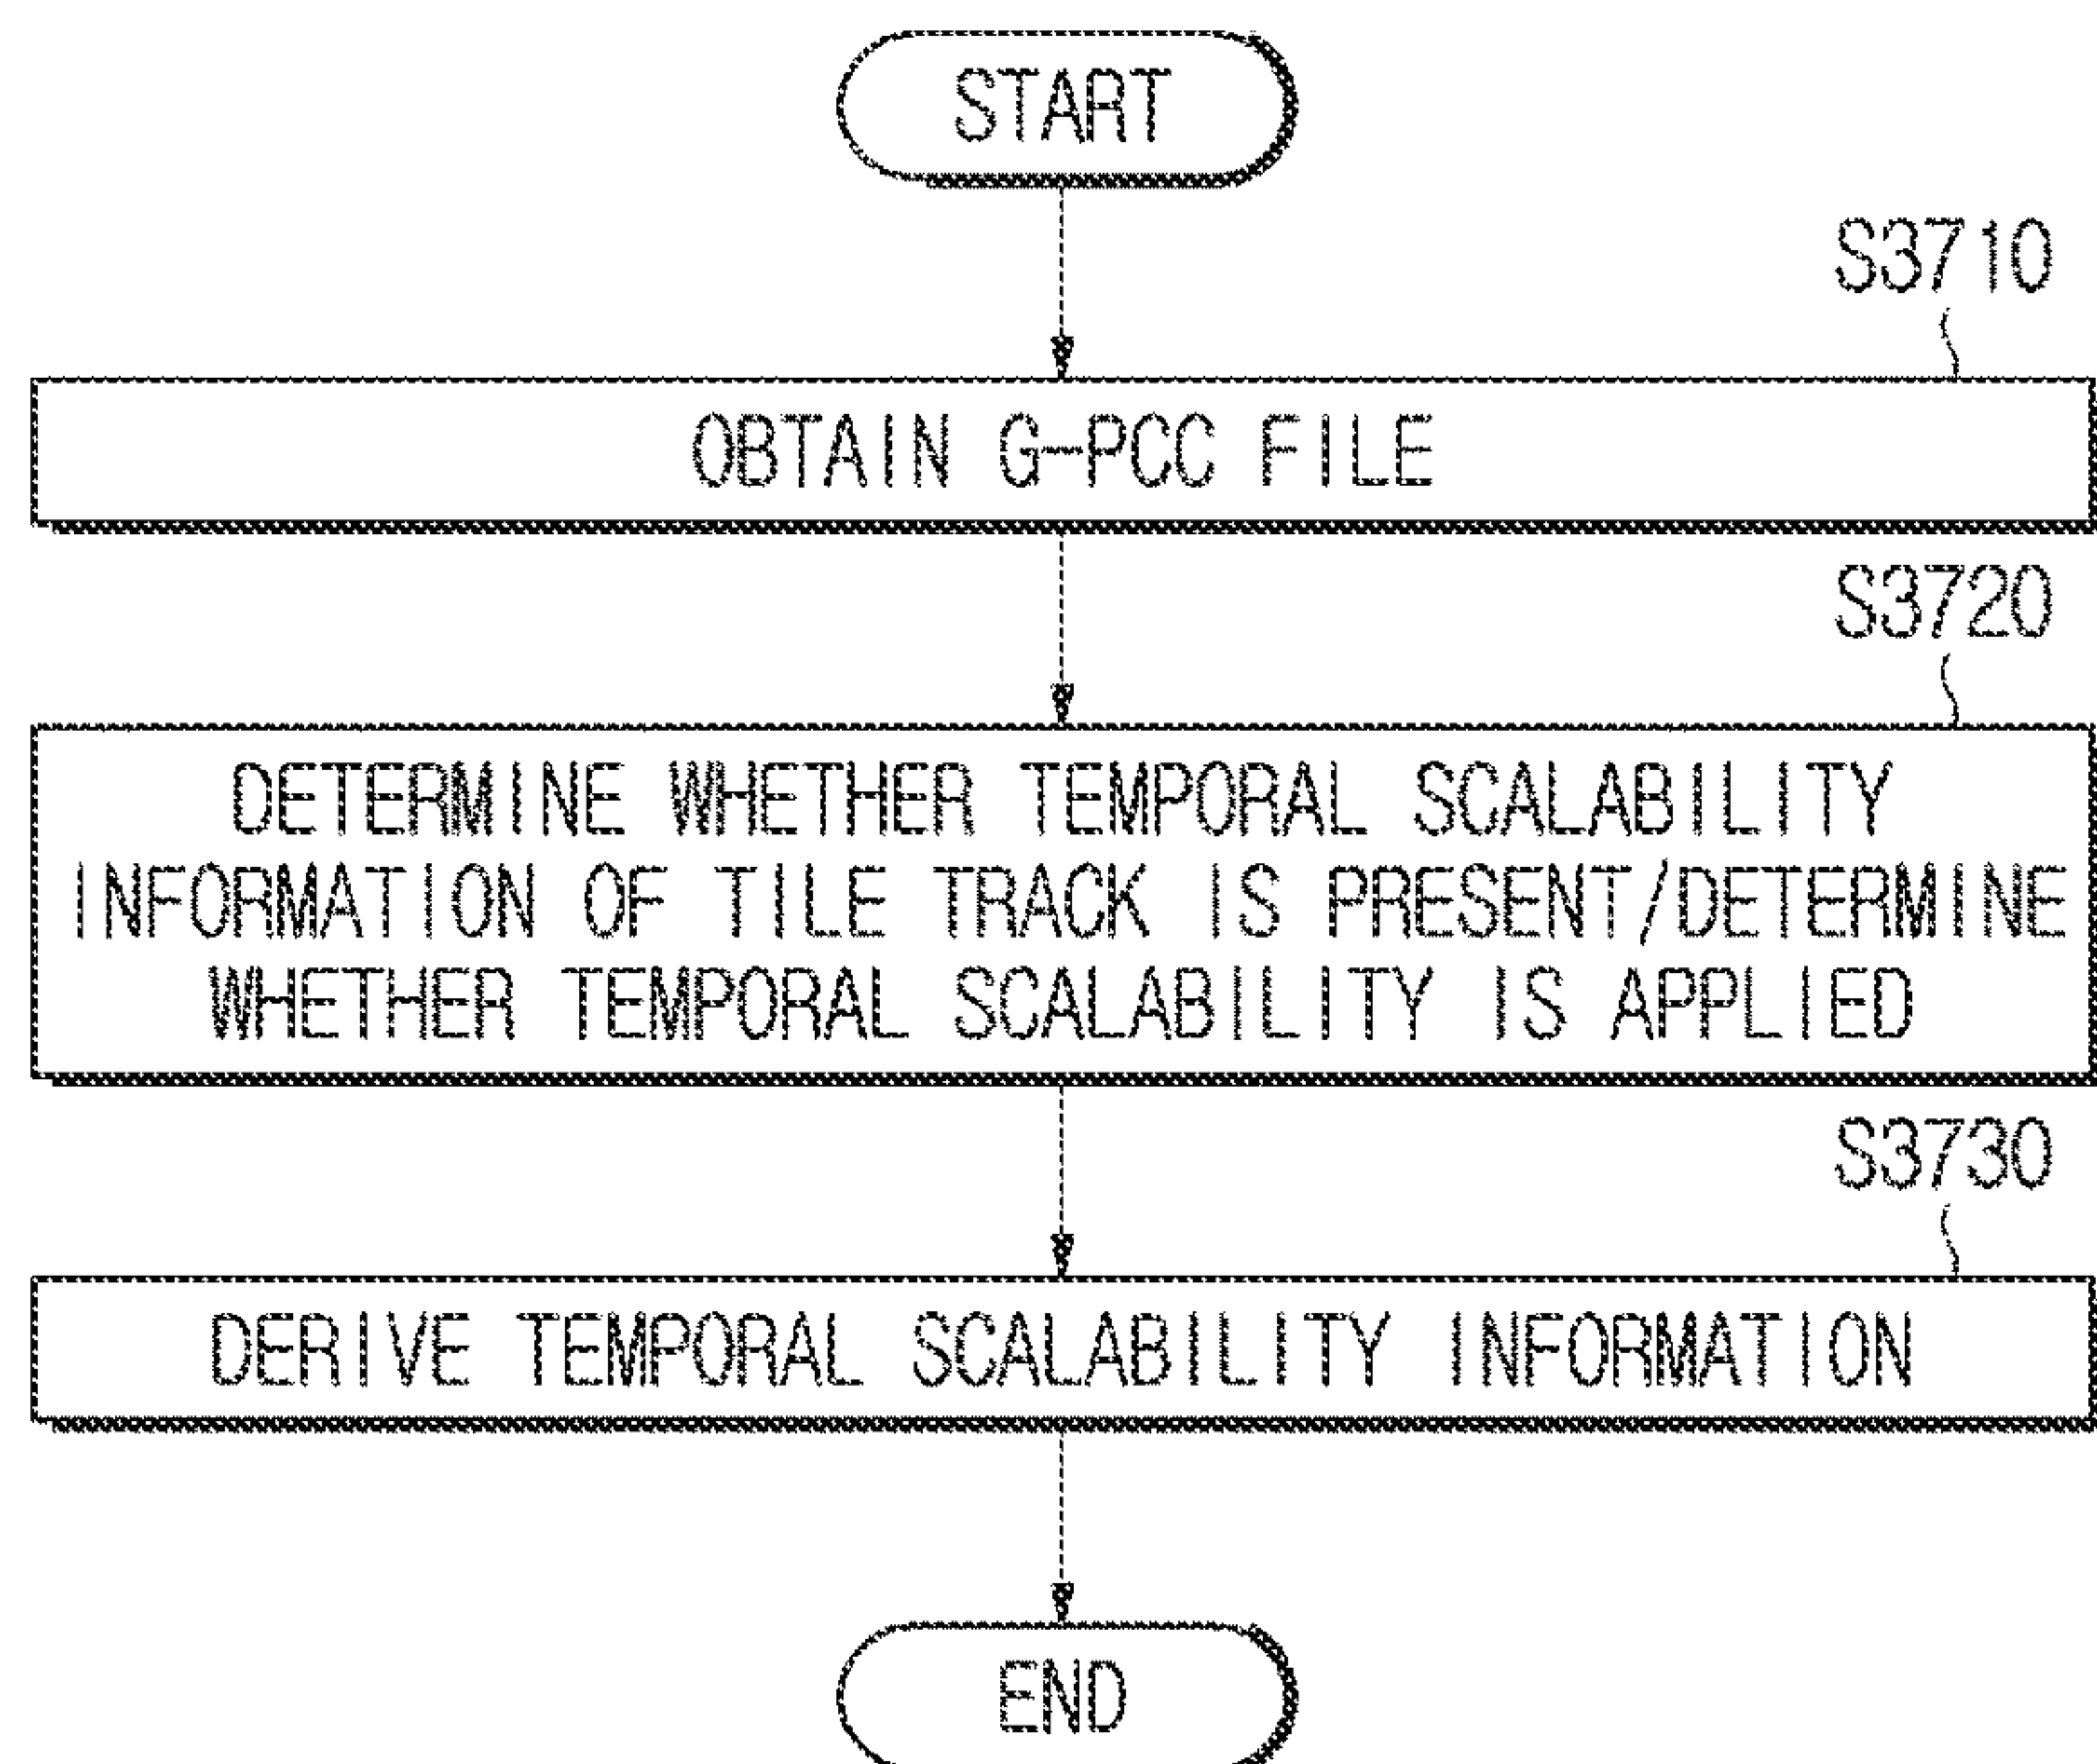 START
S3710
OBTAIN G-PCC FILE
S3720
DETERMINE WHETHER TEMPORAL SCALABILITY
INFORMATION OF TILE TRACK IS PRESENT/DETERMINE
WHETHER TEMPORAL SCALABILITY IS APPLIED
S3730
DERIVE TEMPORAL SCALABILITY INFORMATION
END